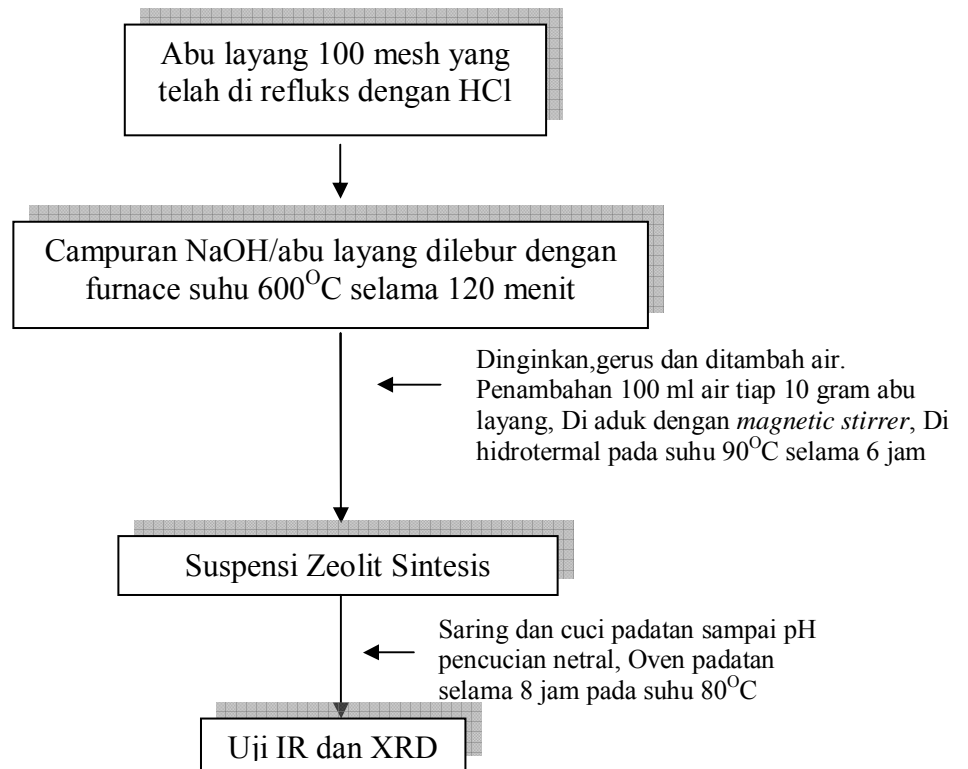 Abu layang 100 mesh yang
telah di refluks dengan HCl
Campuran NaOH/abu layang dilebur dengan
furnace suhu 600OC selama 120 menit
Dinginkan,gerus dan ditambah air.
Penambahan 100 ml air tiap 10 gram abu
layang, Di aduk dengan magnetic stirrer, Di
hidrotermal pada suhu 90OC selama 6 jam
Suspensi Zeolit Sintesis
Saring dan cuci padatan sampai pH
pencucian netral, Oven padatan
selama 8 jam pada suhu 80OC
Uji IR dan XRD